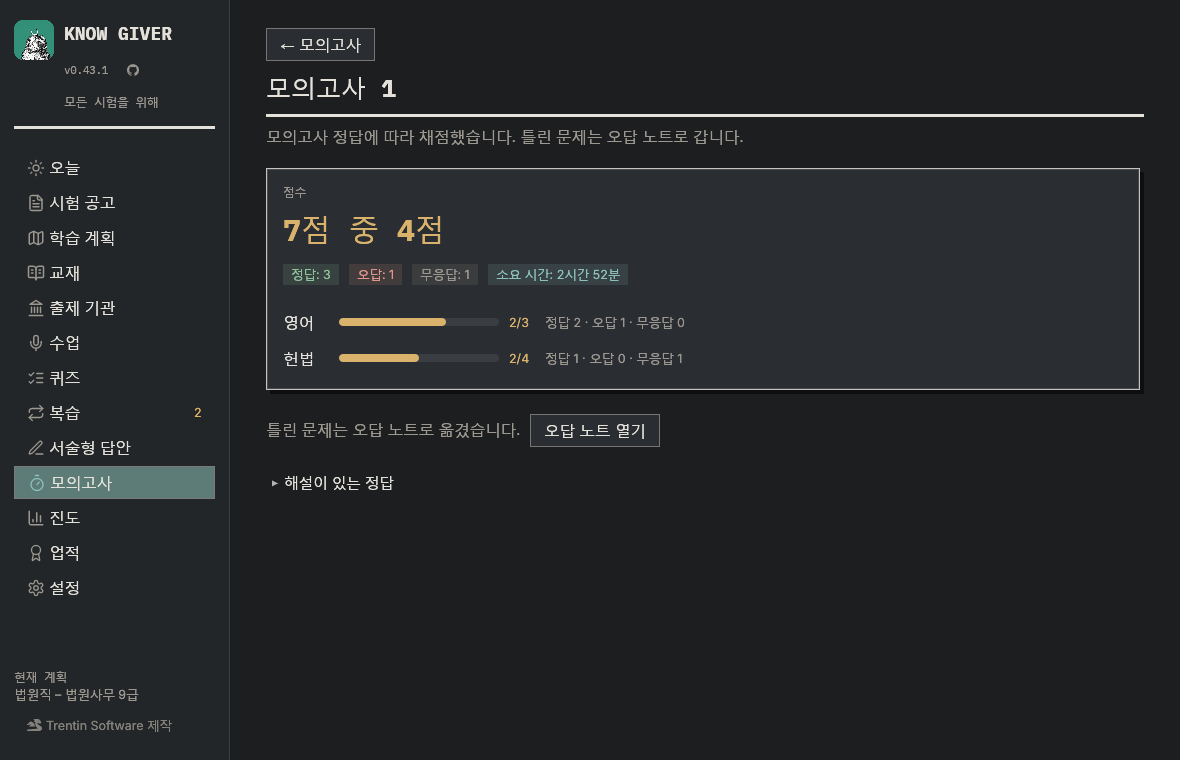 KNOW GIVER
v0.43.1
모든 시험을 위해
오늘
시험 공고
학습 계획
교재
출제 기관
수업
퀴즈
복습 2
서술형 답안
모의고사
진도
업적
설정
현재 계획
법원직 – 법원사무 9급
Trentin Software 제작
← 모의고사
모의고사 1
모의고사 정답에 따라 채점했습니다. 틀린 문제는 오답 노트로 갑니다.
점수
7점 중 4점
정답: 3 오답: 1 무응답: 1 소요 시간: 2시간 52분
영어 2/3 정답 2 · 오답 1 · 무응답 0
헌법 2/4 정답 1 · 오답 0 · 무응답 1
틀린 문제는 오답 노트로 옮겼습니다. 오답 노트 열기
▸ 해설이 있는 정답